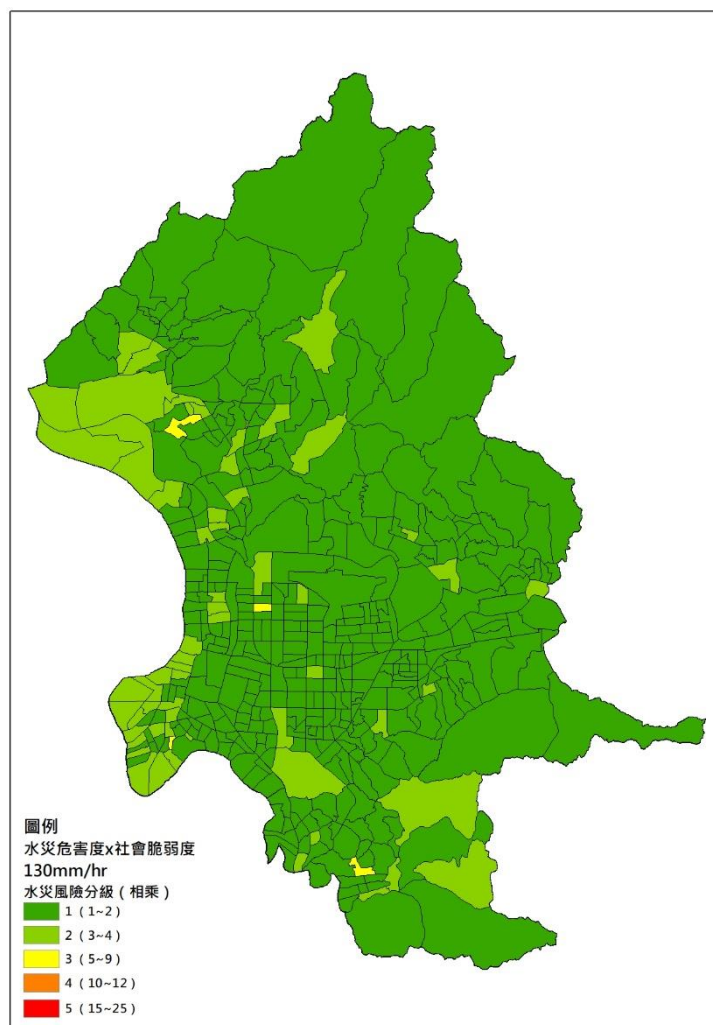 圖例
水災危害度x社會脆弱度
130mm/hr
水災風險分級（相乘）
1（1~2）
2（3~4）
3（5~9）
4（10~12）
5（15~25）